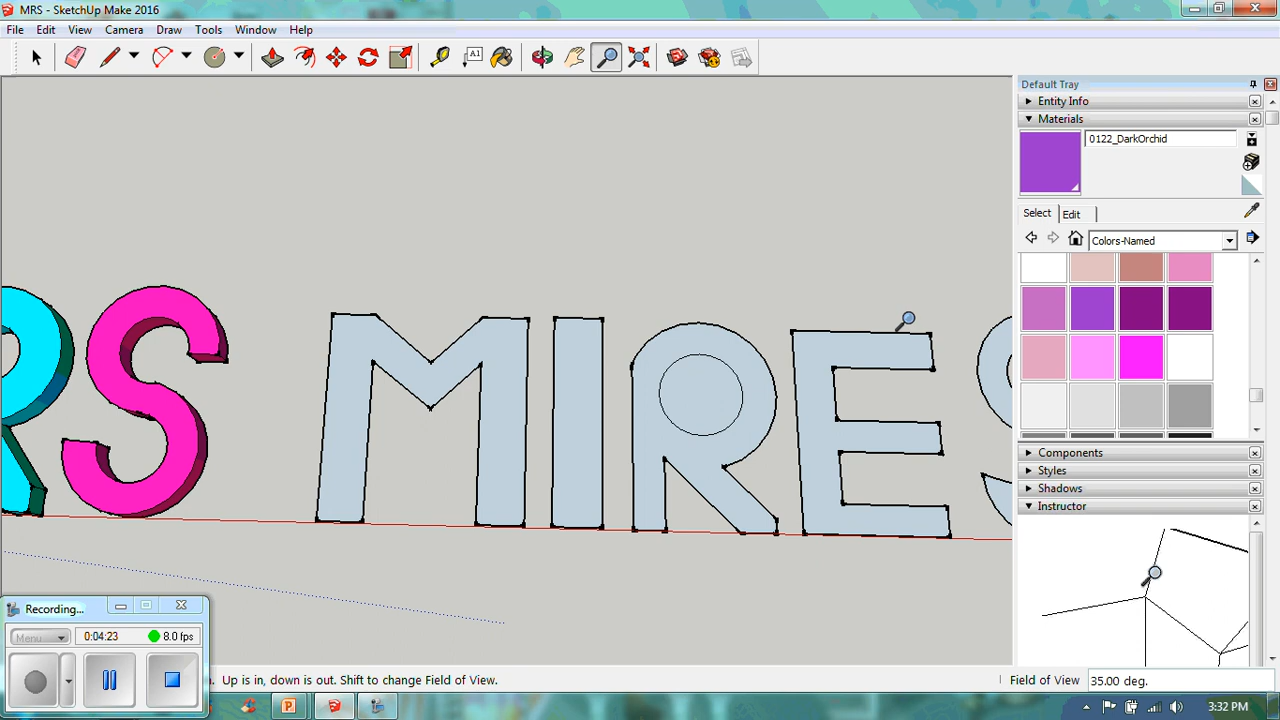 MRS - SketchUp Make 2016
File Edit View Camera Draw Tools Window Help
A1
Default Tray
Entity Info
Materials
0122_DarkOrchid
Select Edit
Colors-Named
RS MIRES
Components
Styles
Shadows
Instructor
Recording...
Menu 0:04:23 8.0 fps
Up is in, down is out. Shift to change Field of View.
Field of View 35.00 deg.
3:32 PM